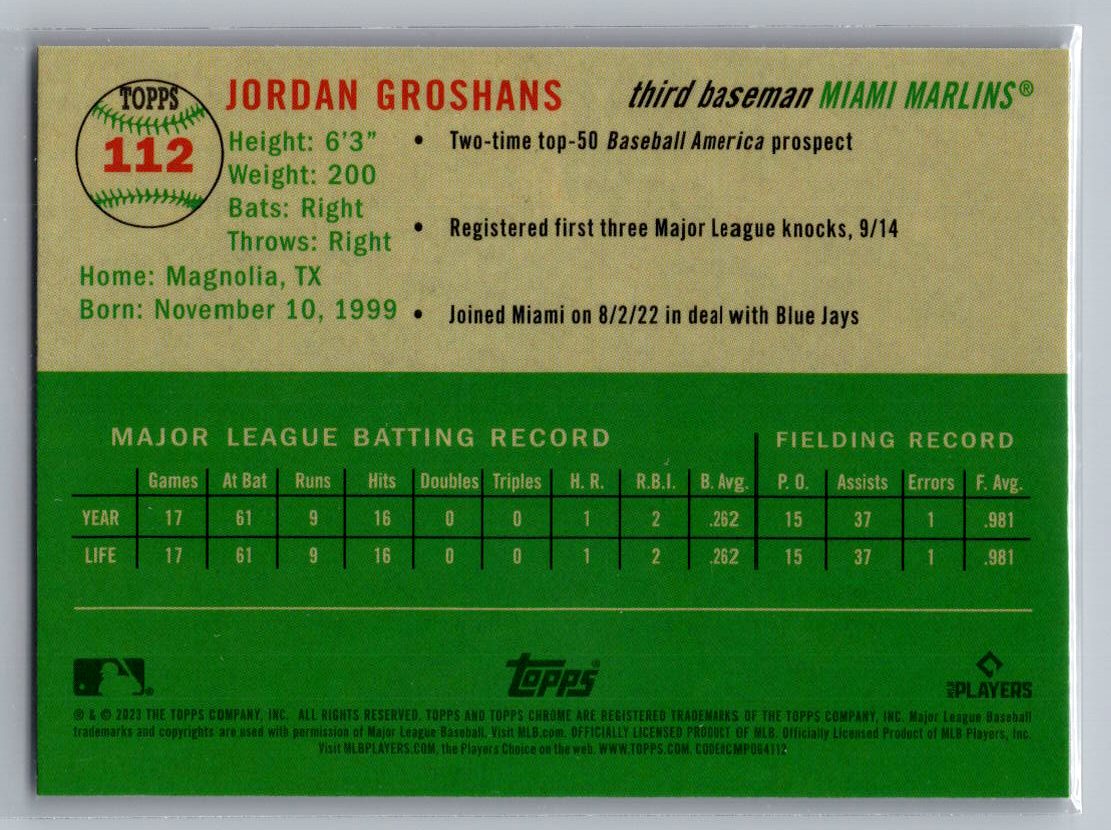 TOPPS
112
JORDAN GROSHANS
third baseman MIAMI MARLINS®
Height: 6'3"
Weight: 200
Bats: Right
Throws: Right
Home: Magnolia, TX
Born: November 10, 1999
• Two-time top-50 Baseball America prospect
• Registered first three Major League knocks, 9/14
• Joined Miami on 8/2/22 in deal with Blue Jays
MAJOR LEAGUE BATTING RECORD FIELDING RECORD
Games At Bat Runs Hits Doubles Triples H. R. R.B.I. B. Avg. P. O. Assists Errors F. Avg.
YEAR 17 61 9 16 0 0 1 2 .262 15 37 1 .981
LIFE 17 61 9 16 0 0 1 2 .262 15 37 1 .981
topps®
MLB PLAYERS
® & © 2023 THE TOPPS COMPANY, INC. ALL RIGHTS RESERVED. TOPPS AND TOPPS CHROME ARE REGISTERED TRADEMARKS OF THE TOPPS COMPANY, INC. Major League Baseball
trademarks and copyrights are used with permission of Major League Baseball. Visit MLB.com. OFFICIALLY LICENSED PRODUCT OF MLB. Officially Licensed Product of MLB Players, Inc.
Visit MLBPLAYERS.COM, the Players Choice on the web. WWW.TOPPS.COM. CODE#CMP084112